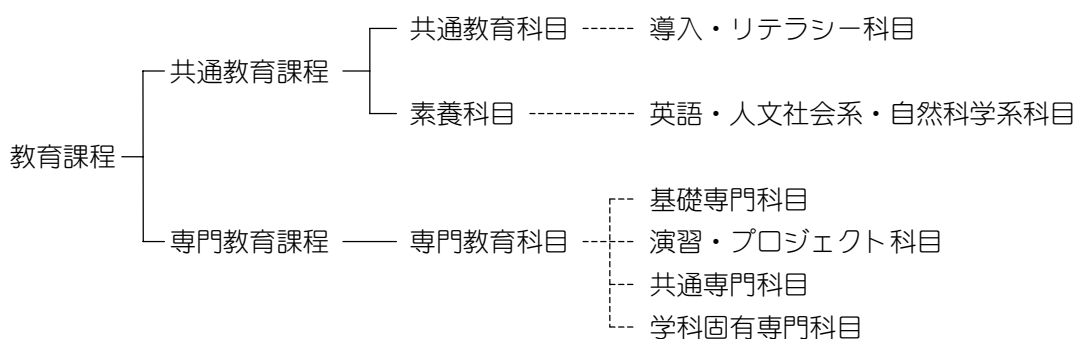 共通教育科目 導入・リテラシー科目
共通教育課程
素養科目 英語・人文社会系・自然科学系科目
教育課程
基礎専門科目
専門教育課程 専門教育科目 演習・プロジェクト科目
共通専門科目
学科固有専門科目